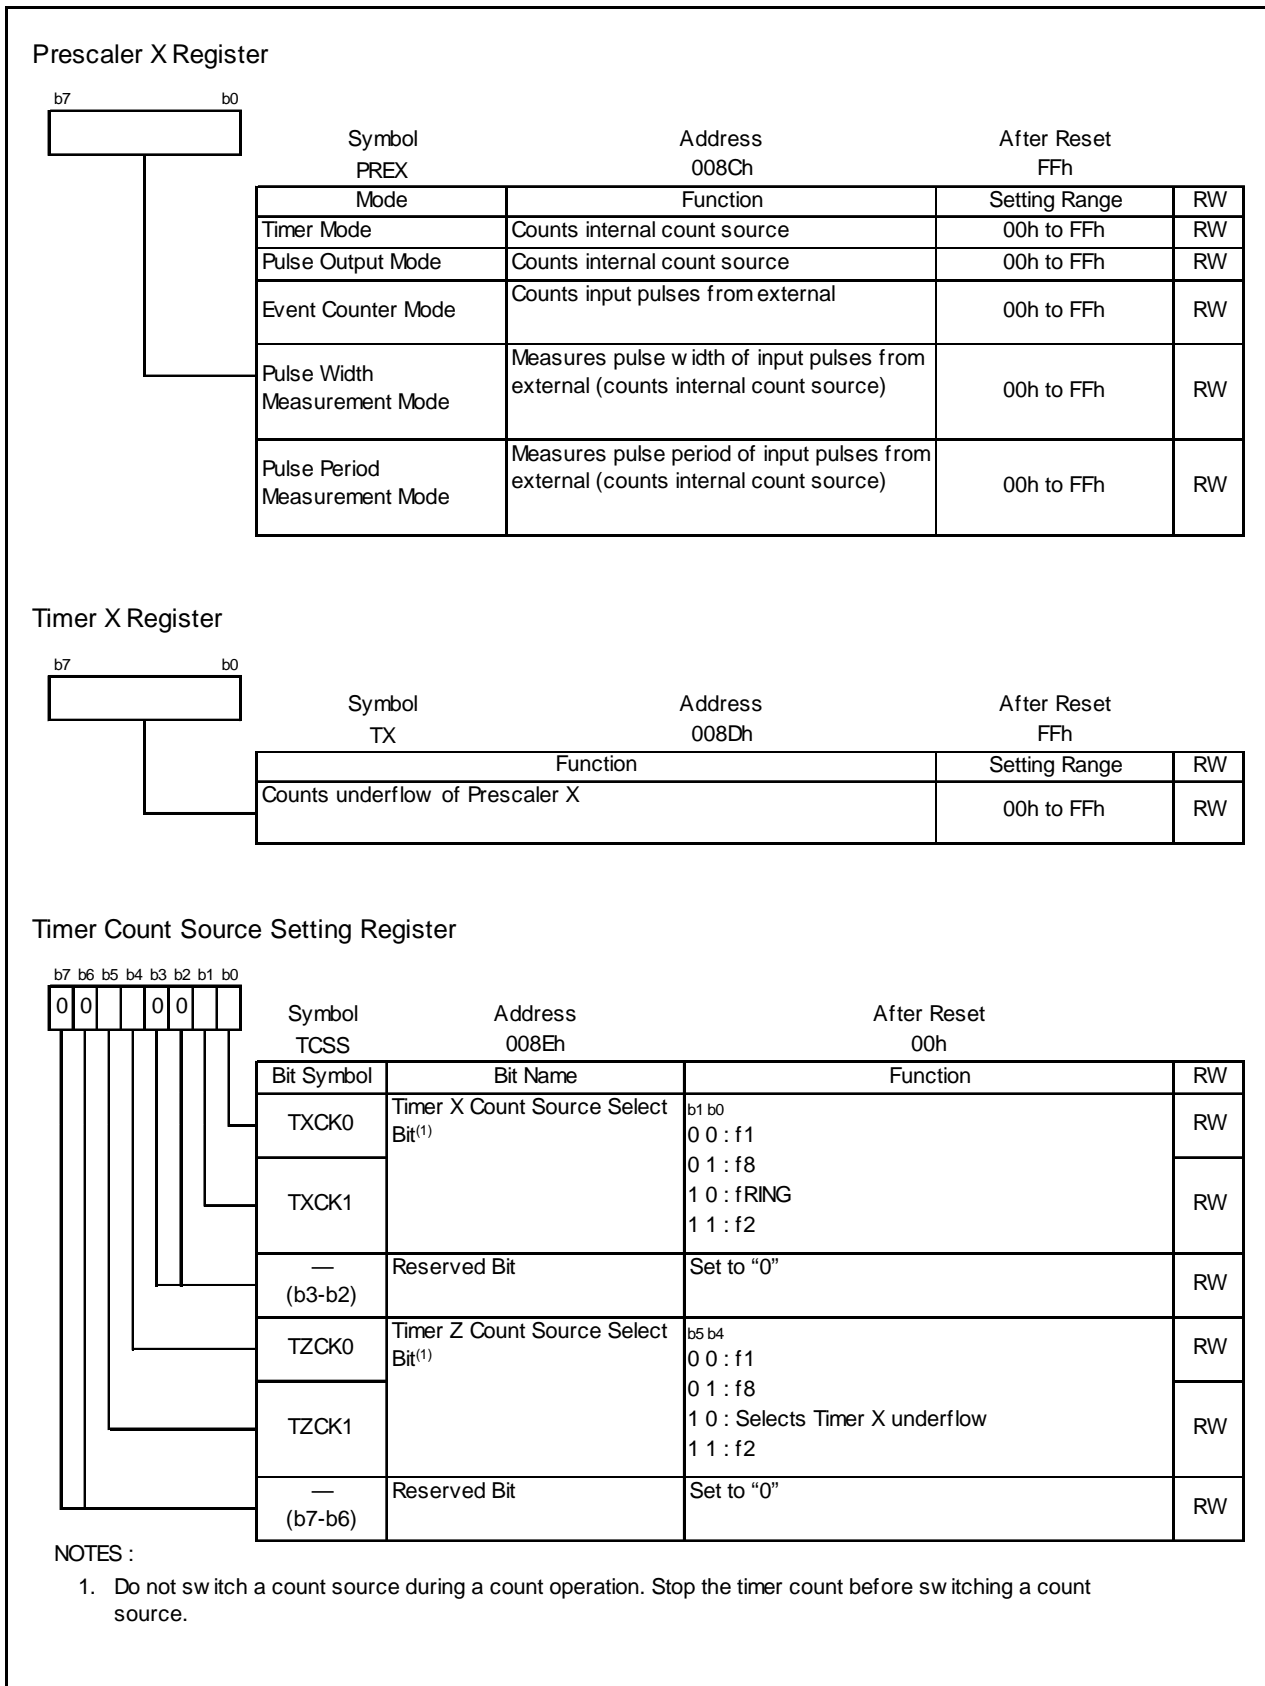 Prescaler X Register
b7 b0
Symbol Address After Reset
PREX 008Ch FFh
Mode Function Setting Range RW
Timer Mode Counts internal count source 00h to FFh RW
Pulse Output Mode Counts internal count source 00h to FFh RW
Event Counter Mode Counts input pulses from external 00h to FFh RW
Pulse Width
Measurement Mode
Measures pulse width of input pulses from
external (counts internal count source)
00h to FFh RW
Pulse Period
Measurement Mode
Measures pulse period of input pulses from
external (counts internal count source)
00h to FFh RW
Timer X Register
b7 b0
Symbol Address After Reset
TX 008Dh FFh
Function Setting Range RW
Counts underflow of Prescaler X 00h to FFh RW
Timer Count Source Setting Register
b7 b6 b5 b4 b3 b2 b1 b0
0 0 0 0
Symbol Address After Reset
TCSS 008Eh 00h
Bit Symbol Bit Name Function RW
TXCK0 RW
Timer X Count Source Select
Bit(1)
b1 b0
0 0 : f1
0 1 : f8
1 0 : fRING
1 1 : f2
TXCK1 RW
—
(b3-b2)
Reserved Bit Set to “0” RW
TZCK0 RW
Timer Z Count Source Select
Bit(1)
b5 b4
0 0 : f1
0 1 : f8
1 0 : Selects Timer X underflow
1 1 : f2
TZCK1 RW
—
(b7-b6)
Reserved Bit Set to “0” RW
NOTES :
1. Do not switch a count source during a count operation. Stop the timer count before switching a count
source.